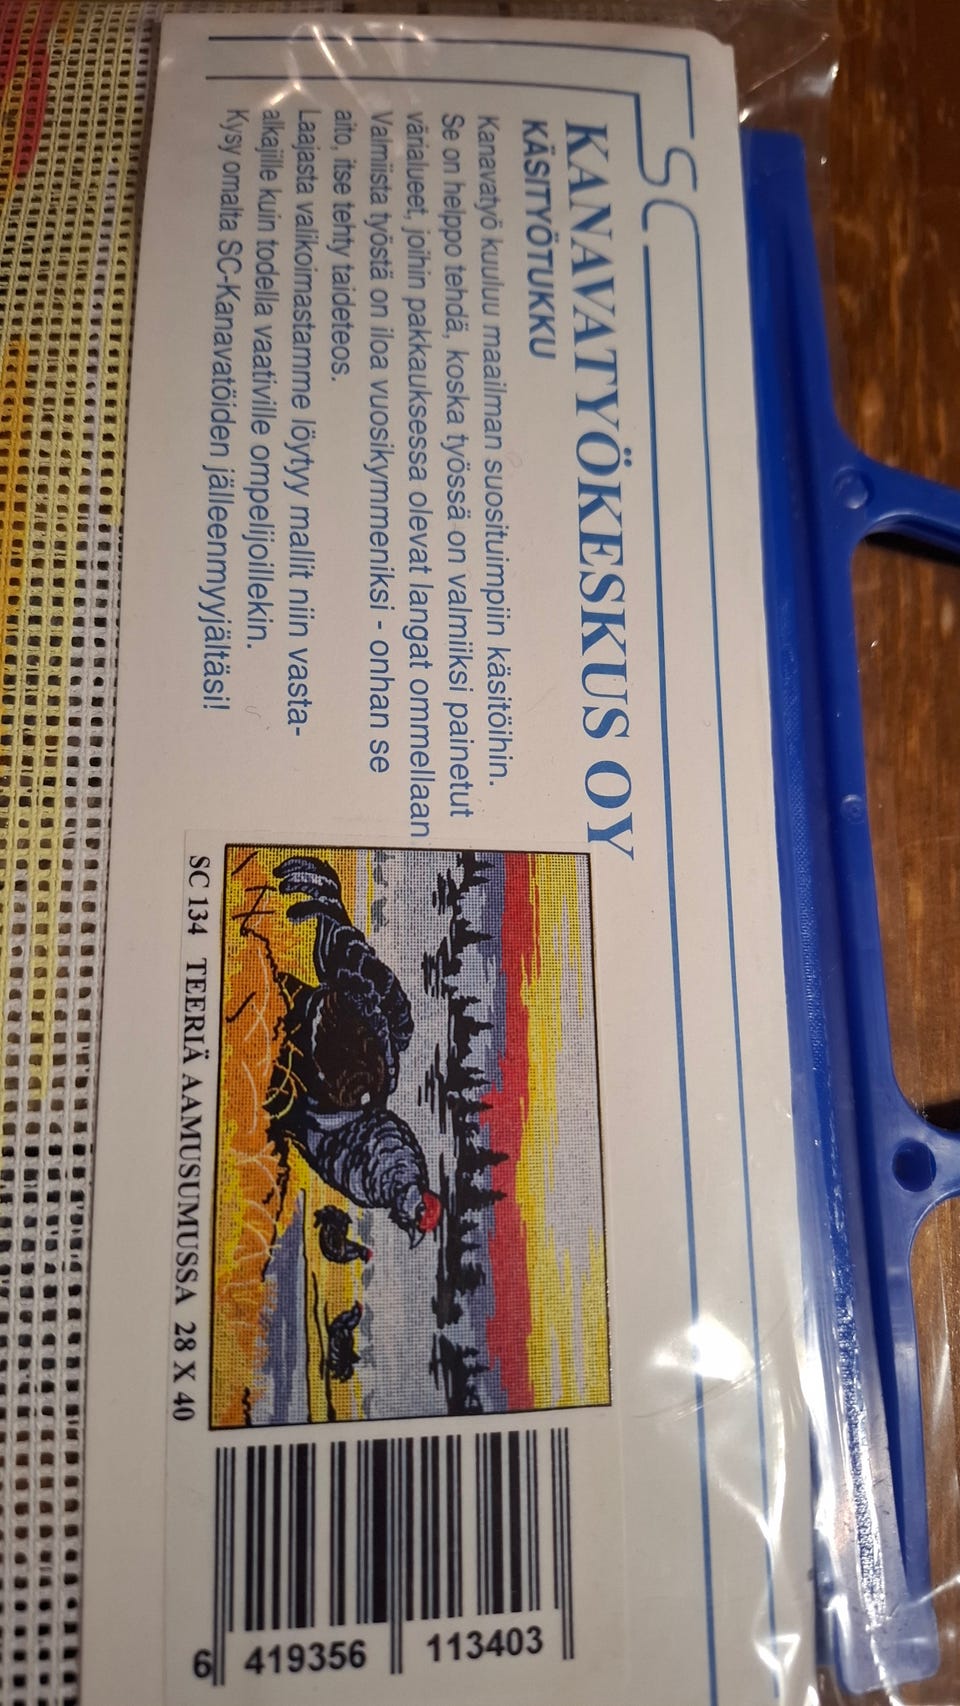 SC
KANAVATYÖKESKUS OY
KÄSITYÖTUKKU
Kanavatyö kuuluu maailman suosituimpiin käsitöihin.
Se on helppo tehdä, koska työssä on valmiiksi painetut
värialueet, joihin pakkauksessa olevat langat ommellaan
Valmiista työstä on iloa vuosikymmeniksi - onhan se
aito, itse tehty taideteos.
Laajasta valikoimastamme löytyy mallit niin vasta-
alkajille kuin todella vaativille ompelijoillekin.
Kysy omalta SC-Kanavatöiden jälleenmyyjältäsi!
SC 134 TEERIÄ AAMUSUMUSSA 28 X 40
6 419356 113403